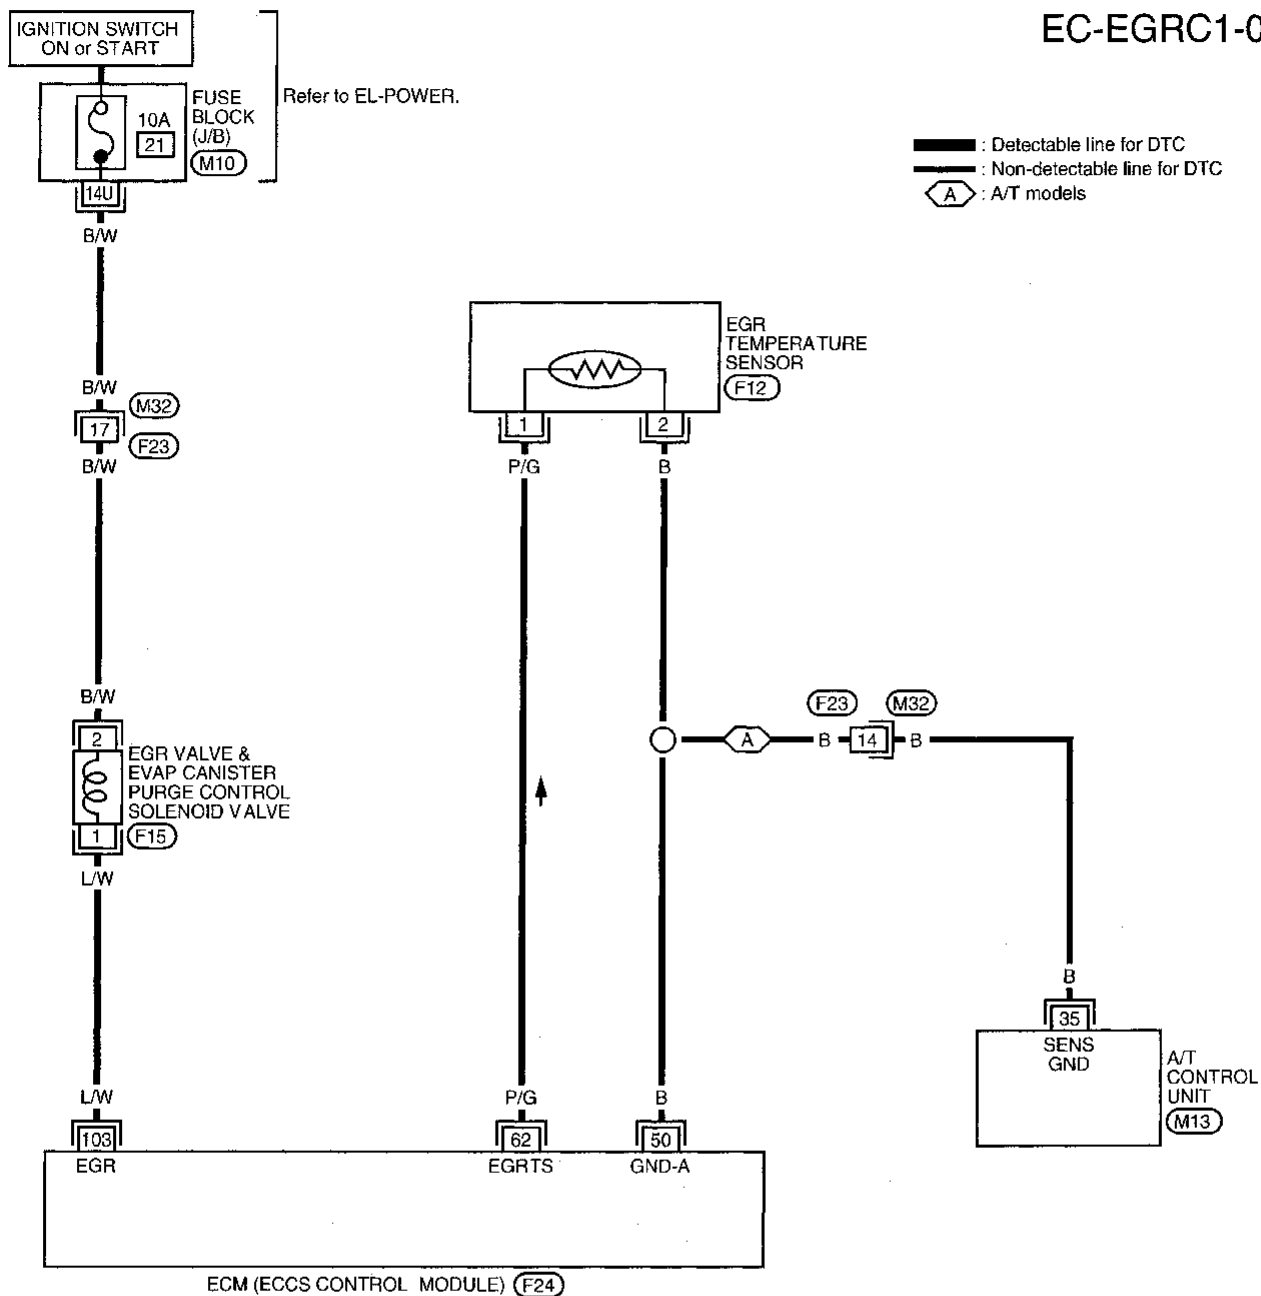 EC-EGRC1-0
IGNITION SWITCH
ON or START
FUSE
BLOCK
(J/B)
M10
10A
21
Refer to EL-POWER.
14U
B/W
: Detectable line for DTC
: Non-detectable line for DTC
A : A/T models
B/W
M32
17
F23
B/W
EGR
TEMPERATURE
SENSOR
F12
1 2
P/G B
B/W
2
EGR VALVE &
EVAP CANISTER
PURGE CONTROL
SOLENOID VALVE
1 F15
L/W
F23 M32
A B 14 B
B
35
SENS
GND
A/T
CONTROL
UNIT
M13
L/W P/G B
103 62 50
EGR EGRTS GND-A
ECM (ECCS CONTROL MODULE) F24